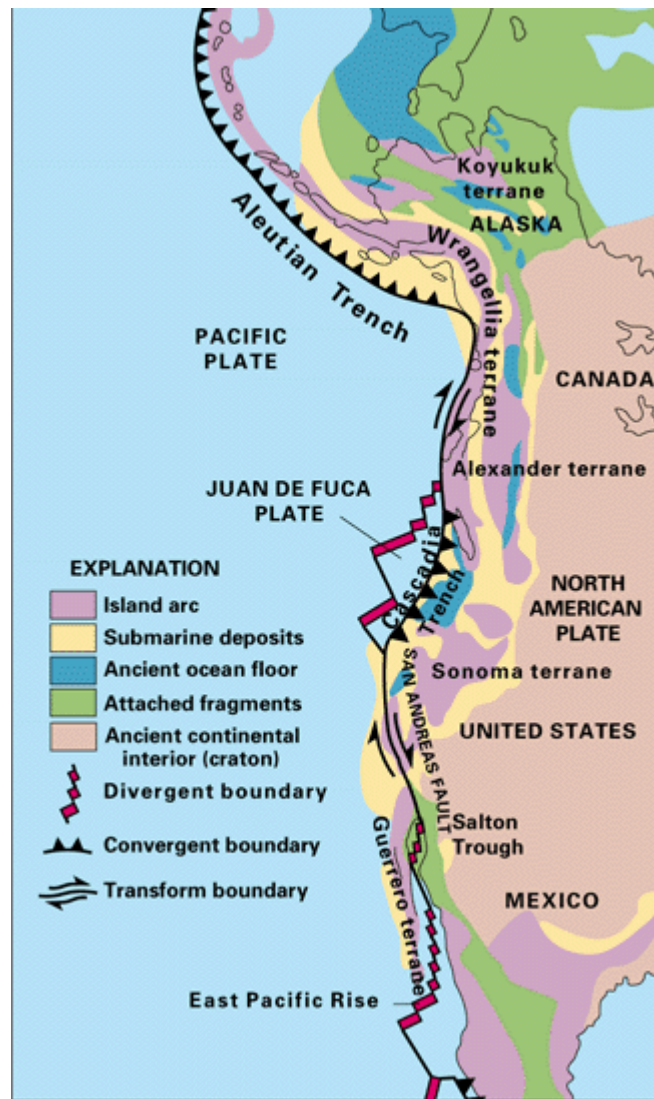 Koyukuk
terrane
ALASKA
Aleutian Trench
Wrangellia terrane
PACIFIC
PLATE
CANADA
Alexander terrane
JUAN DE FUCA
PLATE
Cascadia
Trench
EXPLANATION
Island arc
Submarine deposits
Ancient ocean floor
Attached fragments
Ancient continental
interior (craton)
Divergent boundary
Convergent boundary
Transform boundary
NORTH
AMERICAN
PLATE
Sonoma terrane
SAN ANDREAS FAULT
UNITED STATES
Salton
Trough
Guerrero terrane
MEXICO
East Pacific Rise